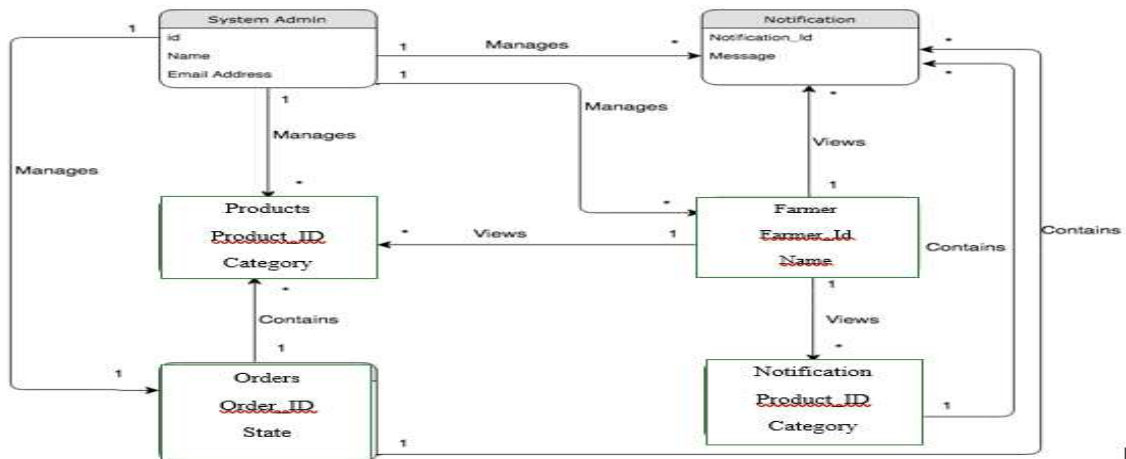 1
System Admin
id
Name
Email Address
1
Manages
*
1
Manages
*
1
Manages
*
Manages
1
Notification
Notification_Id
Message
*
*
*
Views
1
Products
Product_ID
Category
*
Views
1
Farmer
Farmer_Id
Name
Contains
Contains
*
Contains
1
1
Views
*
Orders
Order_ID
State
1
Notification
Product_ID
Category
1